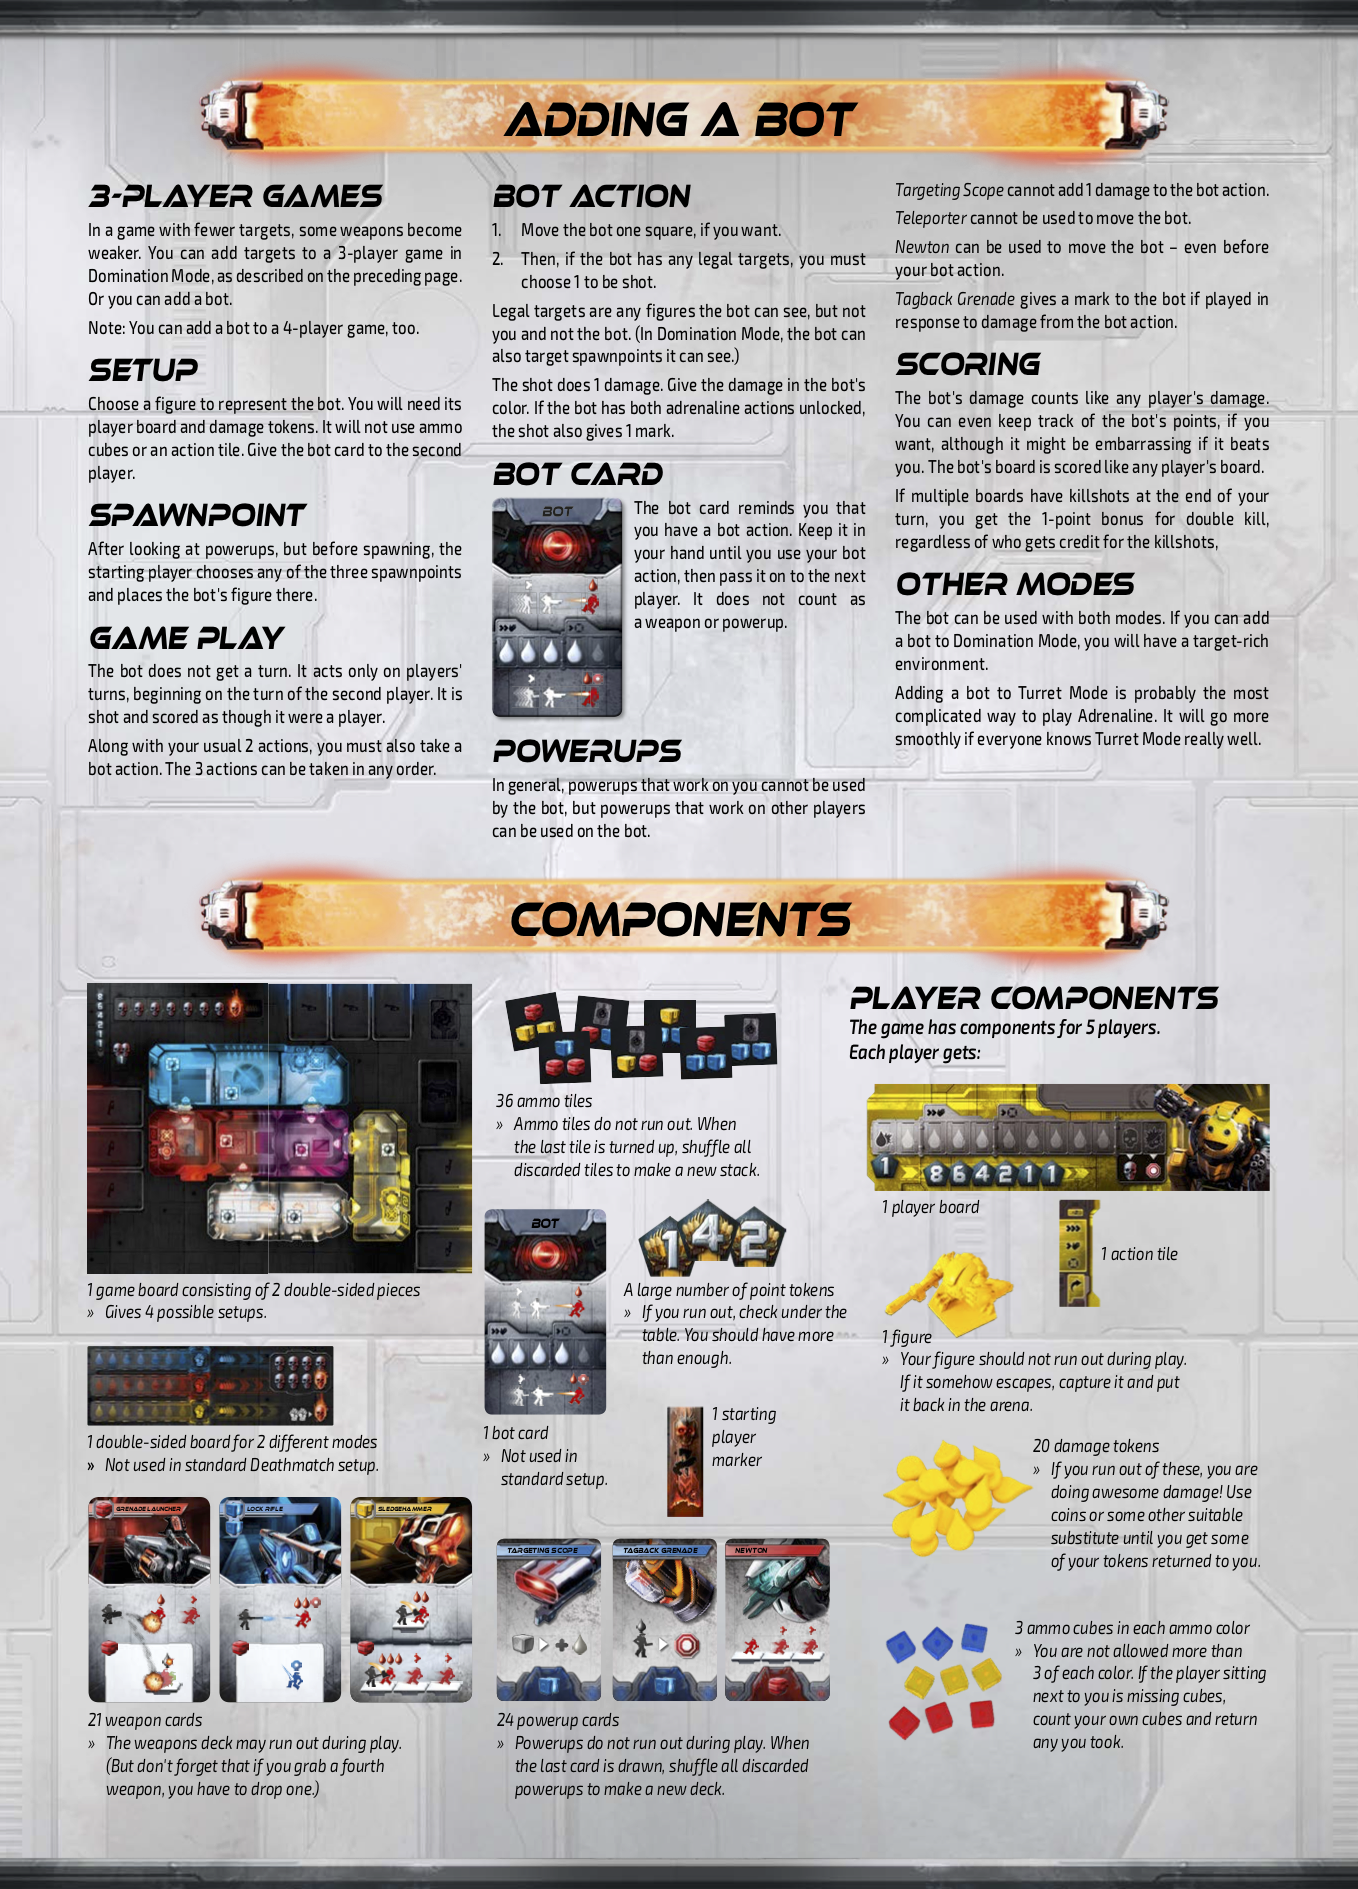 ADDING A BOT
3-PLAYER GAMES
In a game with fewer targets, some weapons become
weaker. You can add targets to a 3-player game in
Domination Mode, as described on the preceding page.
Or you can add a bot.
Note: You can add a bot to a 4-player game, too.
SETUP
Choose a figure to represent the bot. You will need its
player board and damage tokens. It will not use ammo
cubes or an action tile. Give the bot card to the second
player.
SPAWNPOINT
After looking at powerups, but before spawning, the
starting player chooses any of the three spawnpoints
and places the bot's figure there.
GAME PLAY
The bot does not get a turn. It acts only on players'
turns, beginning on the turn of the second player. It is
shot and scored as though it were a player.
Along with your usual 2 actions, you must also take a
bot action. The 3 actions can be taken in any order.
BOT ACTION
1. Move the bot one square, if you want.
2. Then, if the bot has any legal targets, you must
choose 1 to be shot.
Legal targets are any figures the bot can see, but not
you and not the bot. (In Domination Mode, the bot can
also target spawnpoints it can see.)
The shot does 1 damage. Give the damage in the bot's
color. If the bot has both adrenaline actions unlocked,
the shot also gives 1 mark.
BOT CARD
BOT
The bot card reminds you that
you have a bot action. Keep it in
your hand until you use your bot
action, then pass it on to the next
player. It does not count as
a weapon or powerup.
POWERUPS
In general, powerups that work on you cannot be used
by the bot, but powerups that work on other players
can be used on the bot.
Targeting Scope cannot add 1 damage to the bot action.
Teleporter cannot be used to move the bot.
Newton can be used to move the bot – even before
your bot action.
Tagback Grenade gives a mark to the bot if played in
response to damage from the bot action.
SCORING
The bot's damage counts like any player's damage.
You can even keep track of the bot's points, if you
want, although it might be embarrassing if it beats
you. The bot's board is scored like any player's board.
If multiple boards have killshots at the end of your
turn, you get the 1-point bonus for double kill,
regardless of who gets credit for the killshots,
OTHER MODES
The bot can be used with both modes. If you can add
a bot to Domination Mode, you will have a target-rich
environment.
Adding a bot to Turret Mode is probably the most
complicated way to play Adrenaline. It will go more
smoothly if everyone knows Turret Mode really well.
COMPONENTS
1 game board consisting of 2 double-sided pieces
» Gives 4 possible setups.
1 double-sided board for 2 different modes
» Not used in standard Deathmatch setup.
GRENADE LAUNCHER
LOCK RIFLE
SLEDGEHAMMER
21 weapon cards
» The weapons deck may run out during play.
(But don't forget that if you grab a fourth
weapon, you have to drop one.)
36 ammo tiles
» Ammo tiles do not run out. When
the last tile is turned up, shuffle all
discarded tiles to make a new stack.
BOT
1 bot card
» Not used in
standard setup.
1 4 2
A large number of point tokens
» If you run out, check under the
table. You should have more
than enough.
1 starting
player
marker
TARGETING SCOPE
TAGBACK GRENADE
NEWTON
24 powerup cards
» Powerups do not run out during play. When
the last card is drawn, shuffle all discarded
powerups to make a new deck.
PLAYER COMPONENTS
The game has components for 5 players.
Each player gets:
1 8 6 4 2 1 1
1 player board
1 action tile
1 figure
» Your figure should not run out during play.
If it somehow escapes, capture it and put
it back in the arena.
20 damage tokens
» If you run out of these, you are
doing awesome damage! Use
coins or some other suitable
substitute until you get some
of your tokens returned to you.
3 ammo cubes in each ammo color
» You are not allowed more than
3 of each color. If the player sitting
next to you is missing cubes,
count your own cubes and return
any you took.